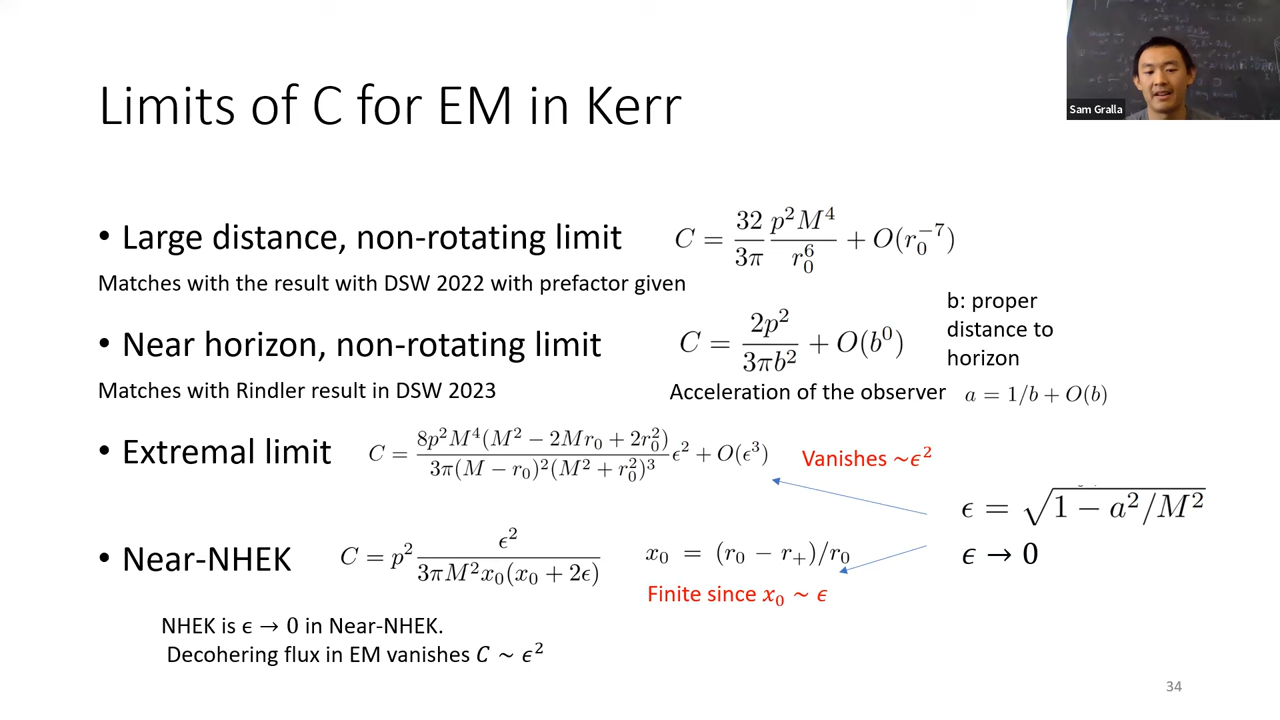 Sam Gralla
Limits of C for EM in Kerr
• Large distance, non-rotating limit C = \frac{32}{3\pi} \frac{p^2 M^4}{r_0^6} + O(r_0^{-7})
Matches with the result with DSW 2022 with prefactor given
• Near horizon, non-rotating limit C = \frac{2p^2}{3\pi b^2} + O(b^0)
b: proper
distance to
horizon
Matches with Rindler result in DSW 2023
Acceleration of the observer a = 1/b + O(b)
• Extremal limit C = \frac{8p^2 M^4 (M^2 - 2Mr_0 + 2r_0^2)}{3\pi (M - r_0)^2 (M^2 + r_0^2)^3} \epsilon^2 + O(\epsilon^3)
Vanishes ~ϵ²
\epsilon = \sqrt{1 - a^2/M^2}
ϵ → 0
• Near-NHEK C = p^2 \frac{\epsilon^2}{3\pi M^2 x_0 (x_0 + 2\epsilon)} x_0 = (r_0 - r_+)/r_0
Finite since x₀ ~ ϵ
NHEK is ϵ → 0 in Near-NHEK.
Decohering flux in EM vanishes C ~ ϵ²
34